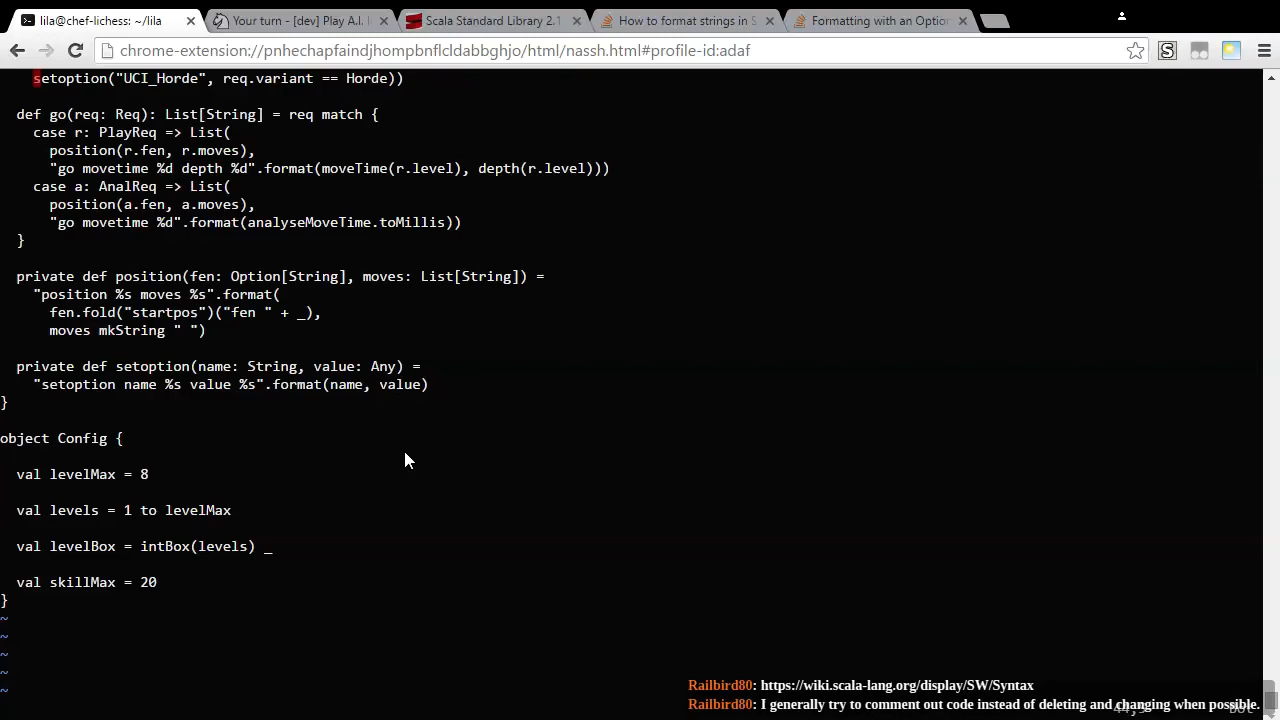 lila@chef-lichess: ~/lila
Your turn - [dev] Play A.I. l
Scala Standard Library 2.1
How to format strings in S
Formatting with an Option
chrome-extension://pnhechapfaindjhompbnflcldabbghjo/html/nassh.html#profile-id:adaf
setoption("UCI_Horde", req.variant == Horde))
def go(req: Req): List[String] = req match {
case r: PlayReq => List(
position(r.fen, r.moves),
"go movetime %d depth %d".format(moveTime(r.level), depth(r.level)))
case a: AnalReq => List(
position(a.fen, a.moves),
"go movetime %d".format(analyseMoveTime.toMillis))
}
private def position(fen: Option[String], moves: List[String]) =
"position %s moves %s".format(
fen.fold("startpos")("fen " + _),
moves mkString " ")
private def setoption(name: String, value: Any) =
"setoption name %s value %s".format(name, value)
}
object Config {
val levelMax = 8
val levels = 1 to levelMax
val levelBox = intBox(levels) _
val skillMax = 20
}
~
~
~
~
~
Railbird80: https://wiki.scala-lang.org/display/SW/Syntax
Railbird80: I generally try to comment out code instead of deleting and changing when possible.